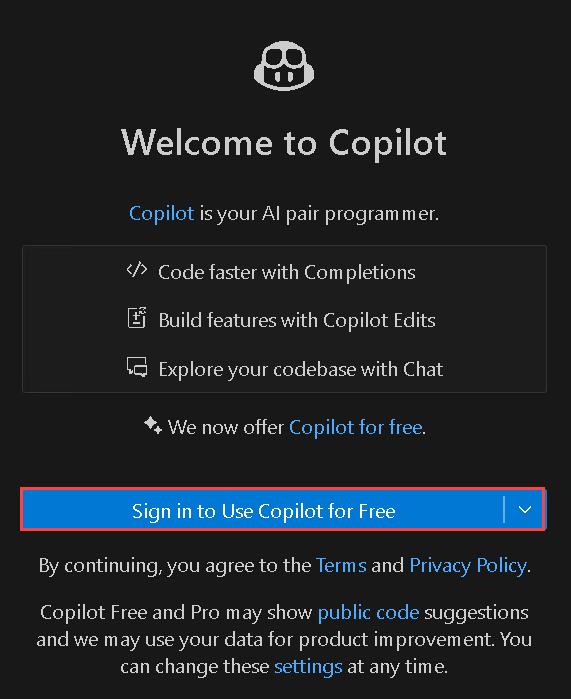 Welcome to Copilot
Copilot is your AI pair programmer.
Code faster with Completions
Build features with Copilot Edits
Explore your codebase with Chat
We now offer Copilot for free.
Sign in to Use Copilot for Free
By continuing, you agree to the Terms and Privacy Policy.
Copilot Free and Pro may show public code suggestions
and we may use your data for product improvement. You
can change these settings at any time.